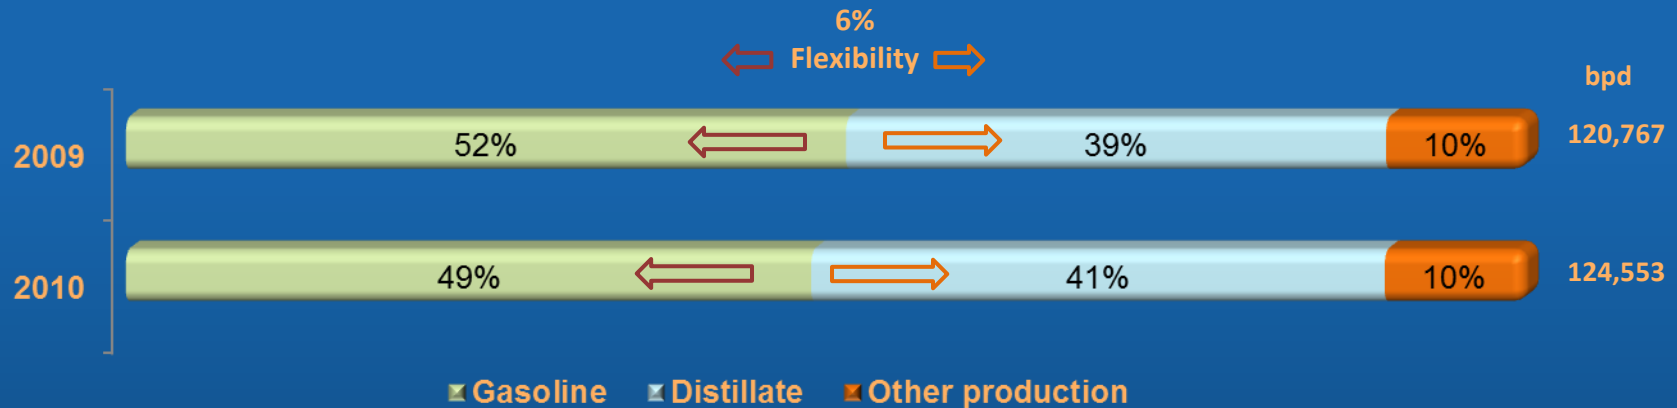 6%
Flexibility
bpd
2009 52% 39% 10% 120,767
2010 49% 41% 10% 124,553
Gasoline Distillate Other production